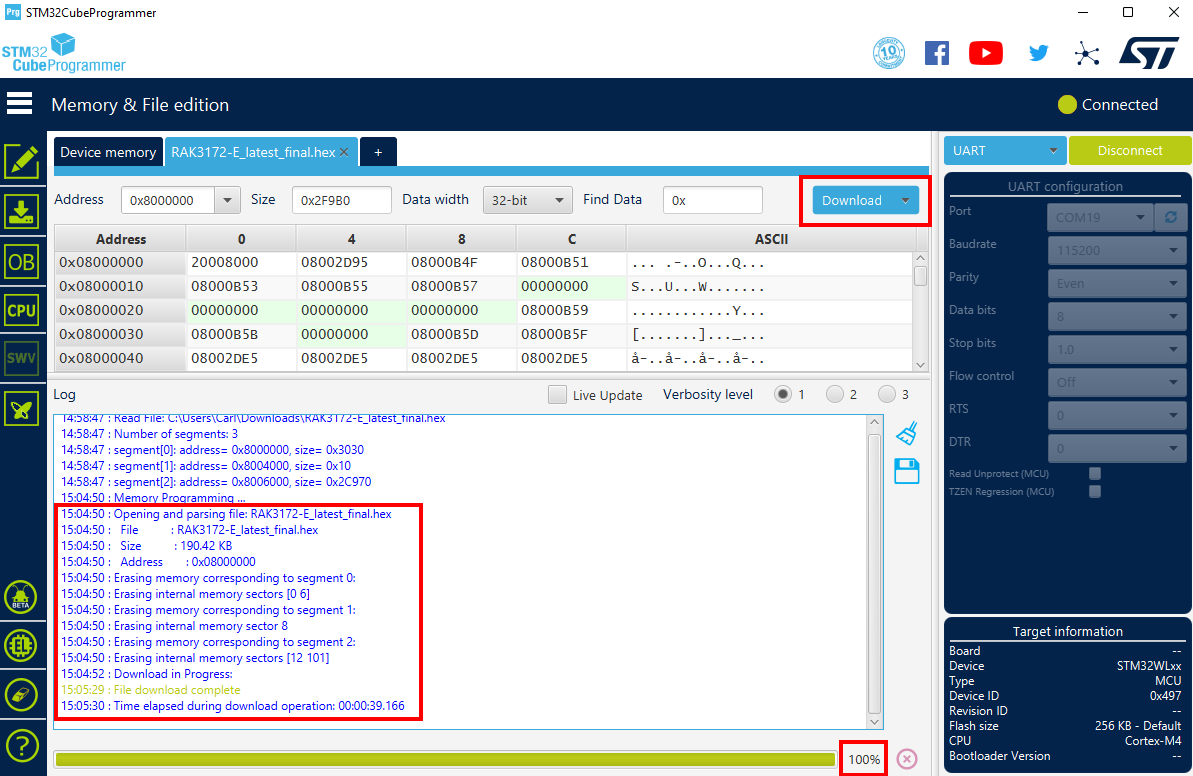 Prg STM32CubeProgrammer
STM32
CubeProgrammer
10
ST
Memory & File edition
Connected
Device memory
RAK3172-E_latest_final.hex
+
Address 0x8000000 Size 0x2F9B0 Data width 32-bit Find Data 0x Download
Address 0 4 8 C ASCII
0x08000000 20008000 08002D95 08000B4F 08000B51 ... .-..O...Q...
0x08000010 08000B53 08000B55 08000B57 00000000 S...U...W.......
0x08000020 00000000 00000000 00000000 08000B59 ............Y...
0x08000030 08000B5B 00000000 08000B5D 08000B5F [.......]..._...
0x08000040 08002DE5 08002DE5 08002DE5 08002DE5 å-..å-..å-..å-..
OB
CPU
SWV
BETA
EL
?
Log Live Update Verbosity level 1 2 3
14:58:47 : Read File: C:\Users\Carl\Downloads\RAK3172-E_latest_final.hex
14:58:47 : Number of segments: 3
14:58:47 : segment[0]: address= 0x8000000, size= 0x3030
14:58:47 : segment[1]: address= 0x8004000, size= 0x10
14:58:47 : segment[2]: address= 0x8006000, size= 0x2C970
15:04:50 : Memory Programming ...
15:04:50 : Opening and parsing file: RAK3172-E_latest_final.hex
15:04:50 : File : RAK3172-E_latest_final.hex
15:04:50 : Size : 190.42 KB
15:04:50 : Address : 0x08000000
15:04:50 : Erasing memory corresponding to segment 0:
15:04:50 : Erasing internal memory sectors [0 6]
15:04:50 : Erasing memory corresponding to segment 1:
15:04:50 : Erasing internal memory sector 8
15:04:50 : Erasing memory corresponding to segment 2:
15:04:50 : Erasing internal memory sectors [12 101]
15:04:52 : Download in Progress:
15:05:29 : File download complete
15:05:30 : Time elapsed during download operation: 00:00:39.166
100%
UART
Disconnect
UART configuration
Port COM19
Baudrate 115200
Parity Even
Data bits 8
Stop bits 1.0
Flow control Off
RTS 0
DTR 0
Read Unprotect (MCU)
TZEN Regression (MCU)
Target information
Board --
Device STM32WLxx
Type MCU
Device ID 0x497
Revision ID --
Flash size 256 KB - Default
CPU Cortex-M4
Bootloader Version --